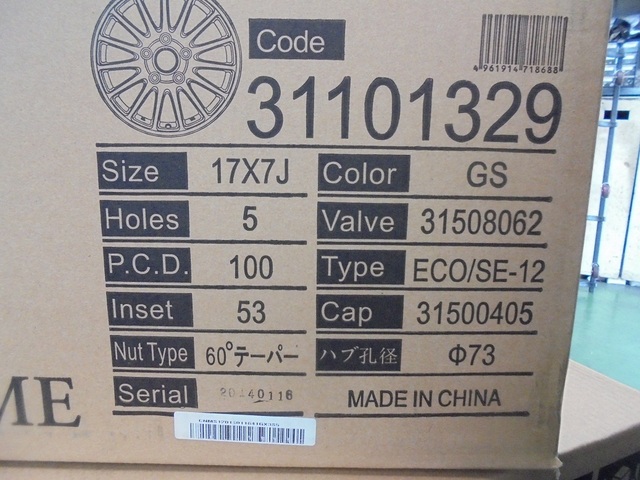 Code
4961914718688
31101329
Size 17X7J Color GS
Holes 5 Valve 31508062
P.C.D. 100 Type ECO/SE-12
Inset 53 Cap 31500405
Nut Type 60°テーパー ハブ孔径 Φ73
Serial 20140116 MADE IN CHINA
ME